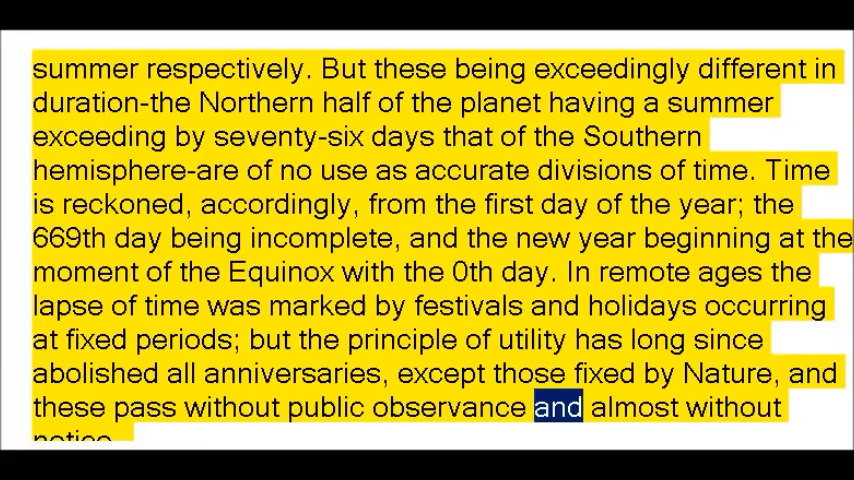 summer respectively. But these being exceedingly different in
duration-the Northern half of the planet having a summer
exceeding by seventy-six days that of the Southern
hemisphere-are of no use as accurate divisions of time. Time
is reckoned, accordingly, from the first day of the year; the
669th day being incomplete, and the new year beginning at the
moment of the Equinox with the 0th day. In remote ages the
lapse of time was marked by festivals and holidays occurring
at fixed periods; but the principle of utility has long since
abolished all anniversaries, except those fixed by Nature, and
these pass without public observance and almost without
notice.